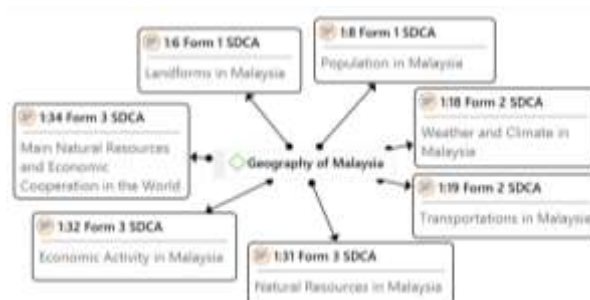 1:6 Form 1 SDCA
Landforms in Malaysia
1:8 Form 1 SDCA
Population in Malaysia
1:34 Form 3 SDCA
Main Natural Resources
and Economic
Cooperation in the World
1:18 Form 2 SDCA
Weather and Climate in
Malaysia
Geography of Malaysia
1:19 Form 2 SDCA
Transportations in Malaysia
1:32 Form 3 SDCA
Economic Activity in Malaysia
1:31 Form 3 SDCA
Natural Resources in Malaysia